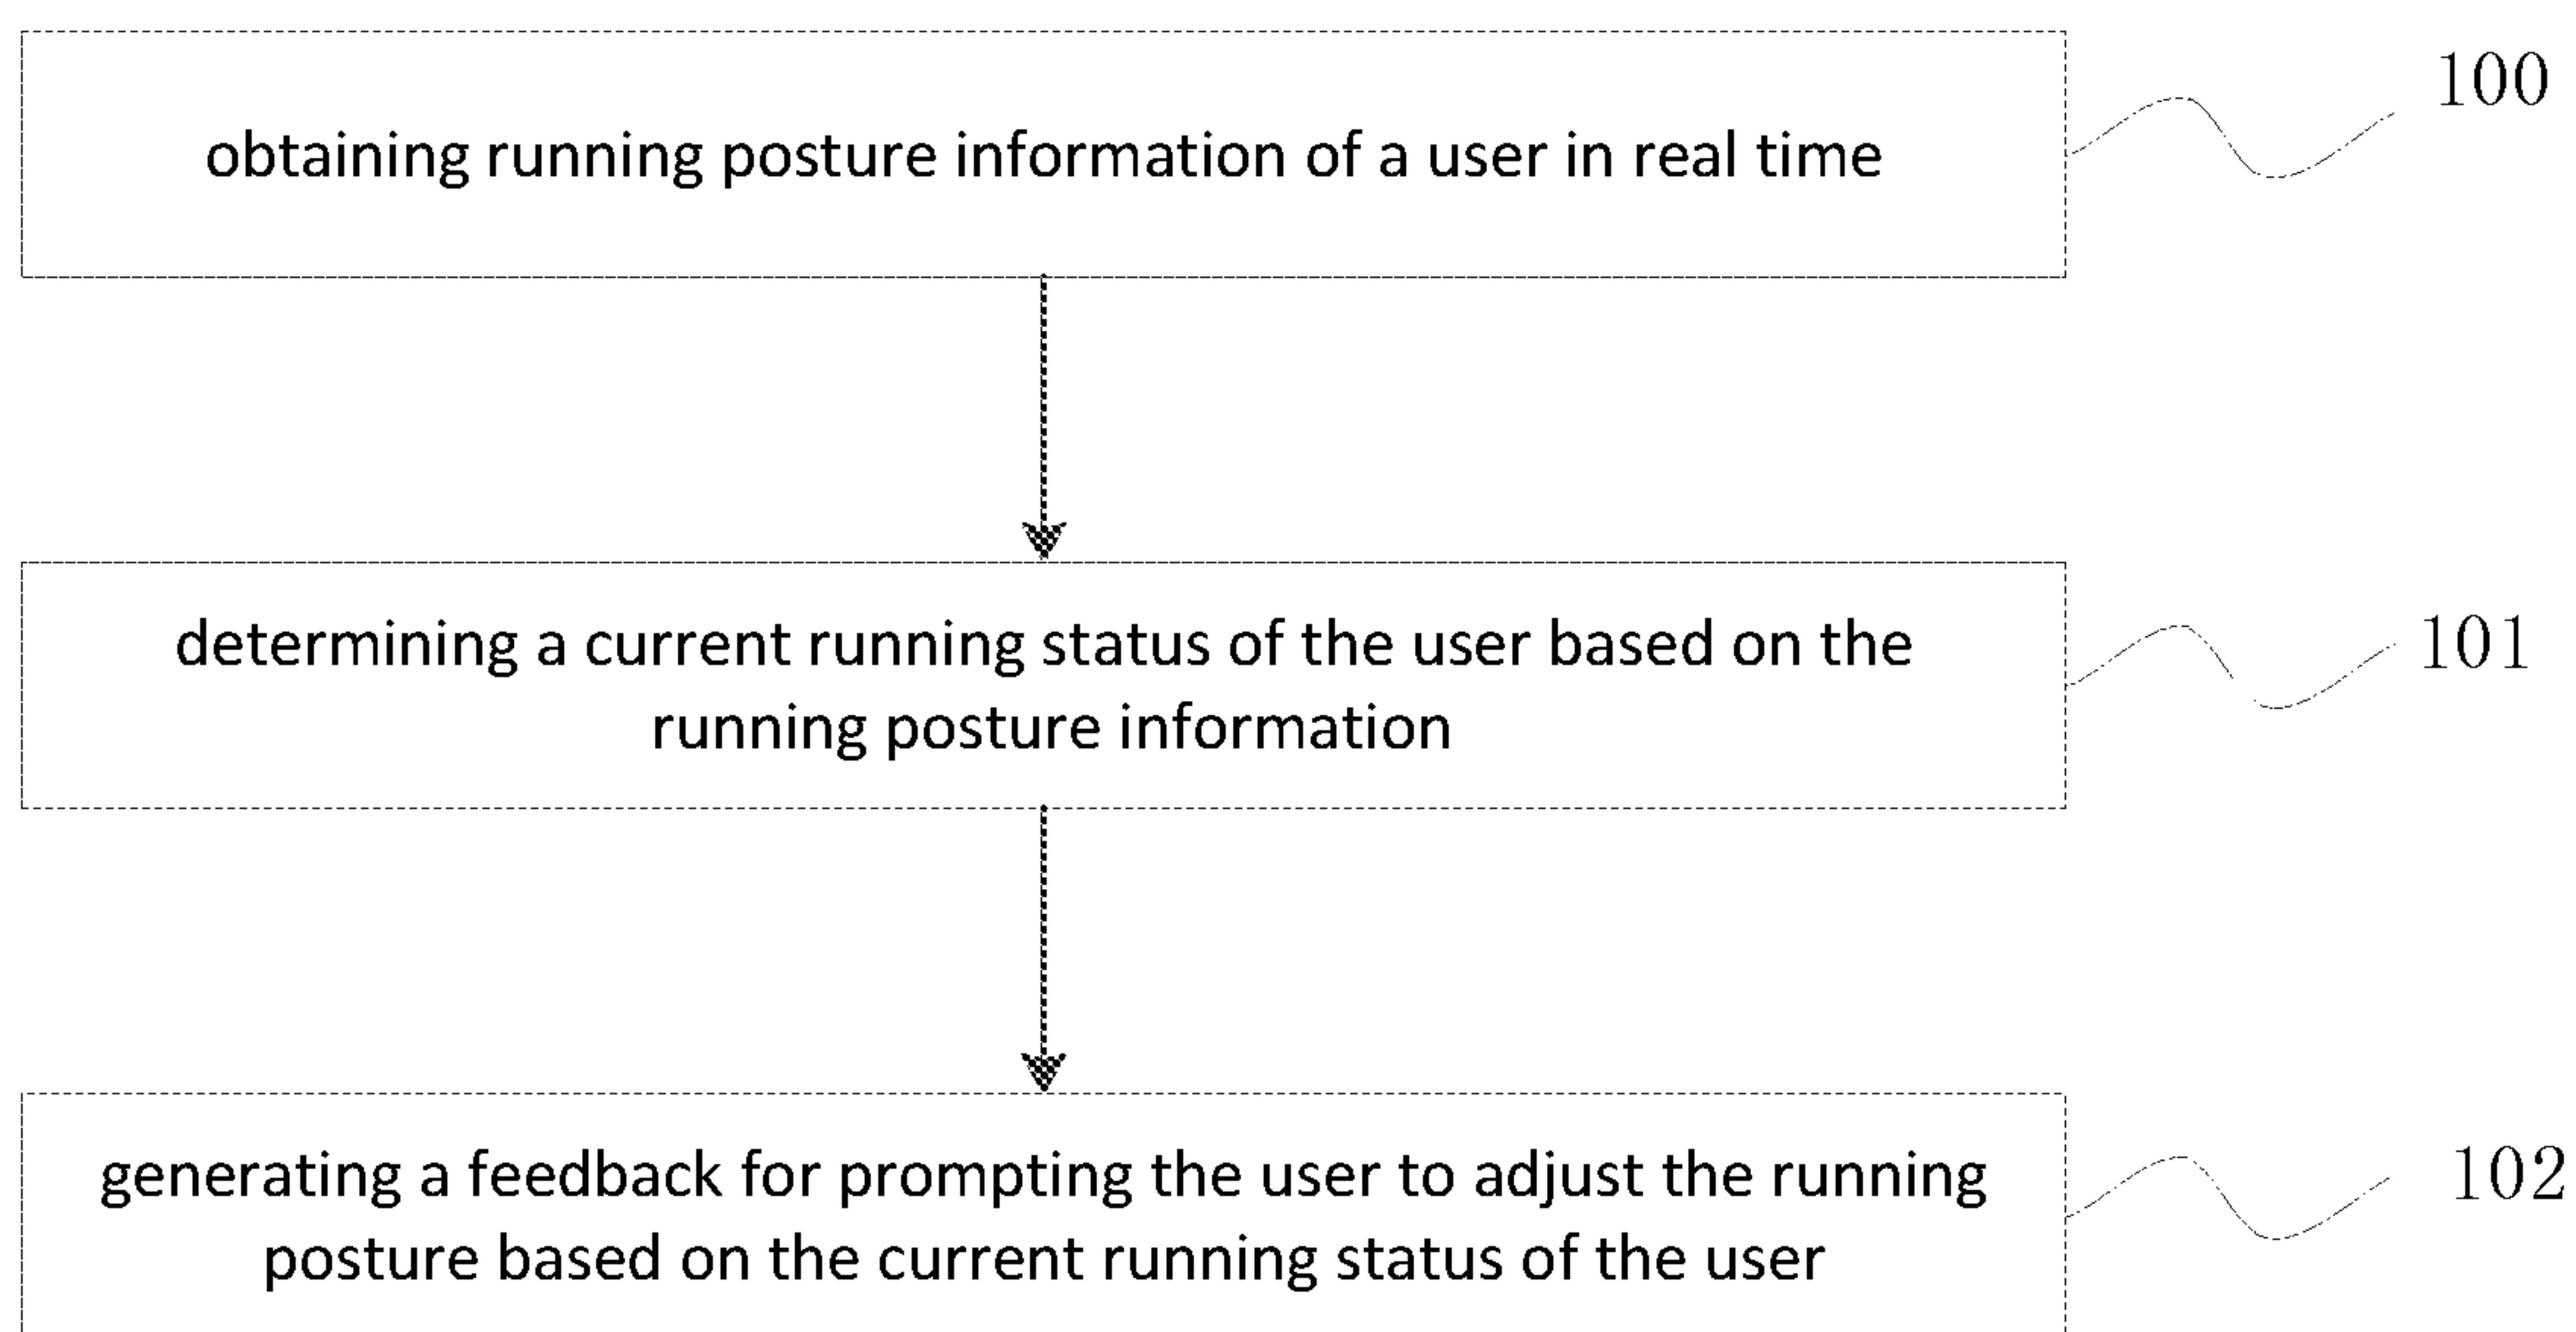 obtaining running posture information of a user in real time
100
determining a current running status of the user based on the
running posture information
101
generating a feedback for prompting the user to adjust the running
posture based on the current running status of the user
102